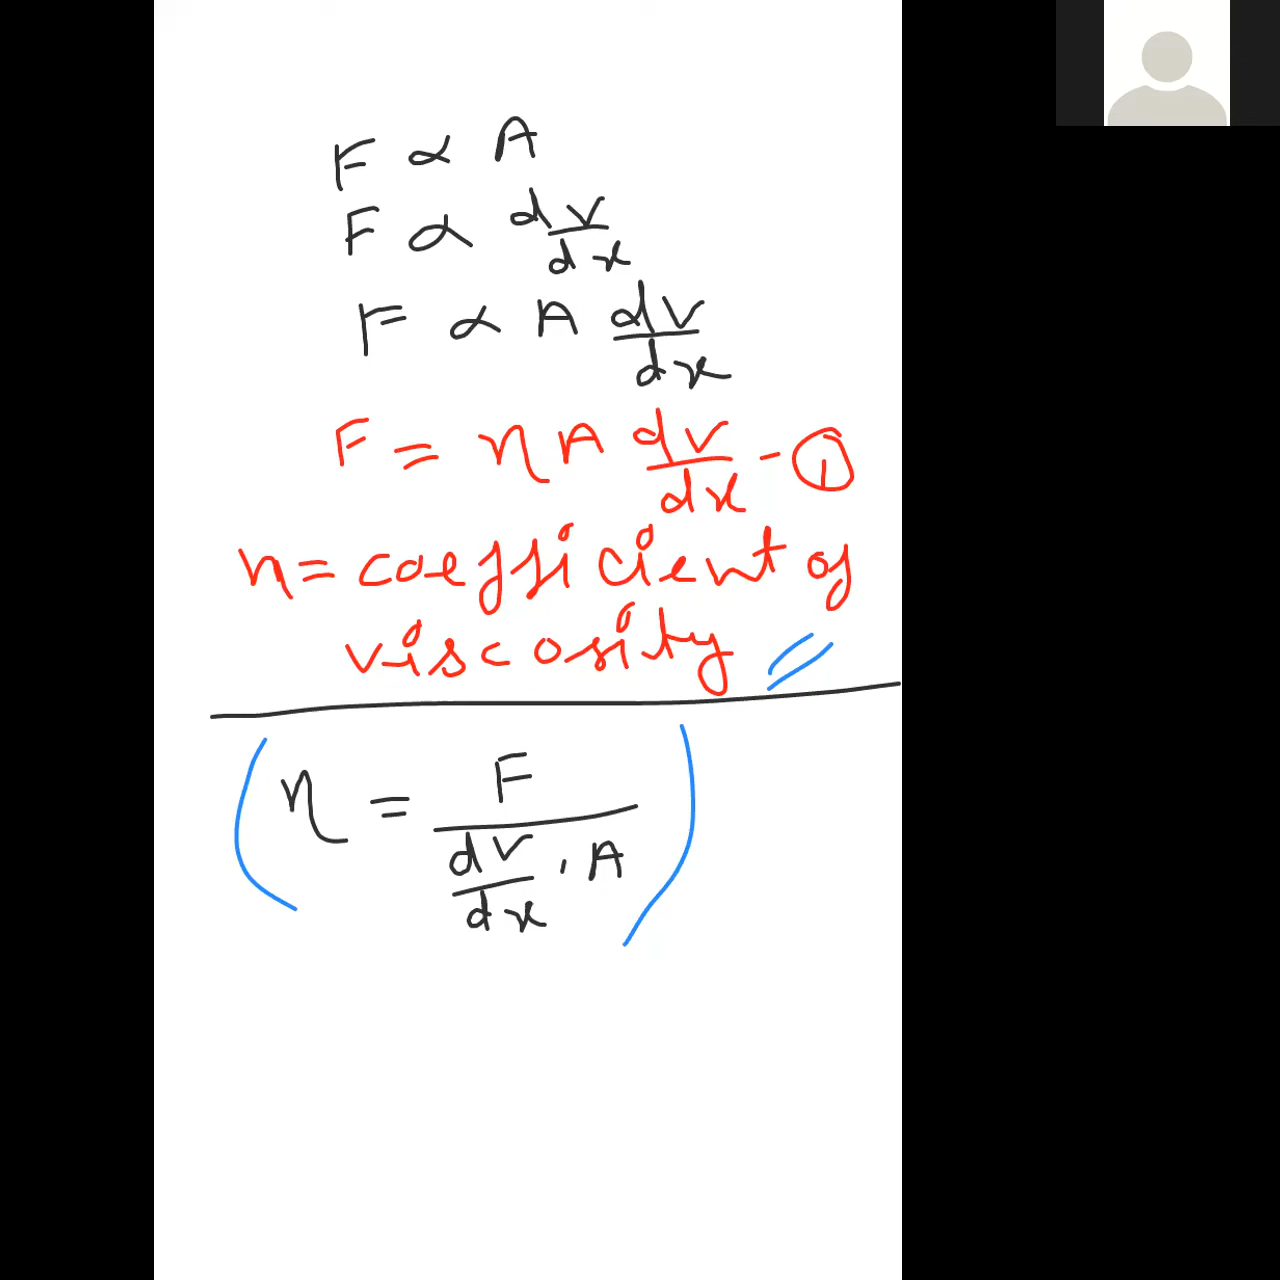 F ∝ A
F ∝ dv/dx
F ∝ A dv/dx
F = η A dv/dx - ①
η = coefficient of
viscosity
η = F / (dv/dx . A)